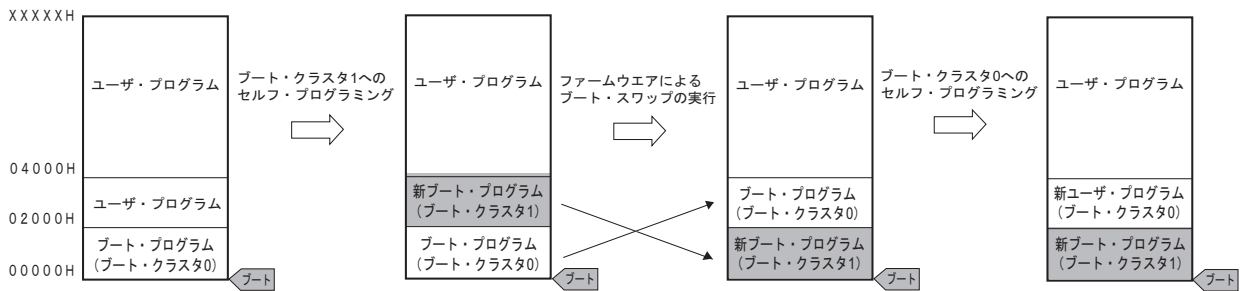 XXXXXH
ユーザ・プログラム
04000H
ユーザ・プログラム
02000H
ブート・プログラム
(ブート・クラスタ0)
00000H
ブート
ブート・クラスタ1への
セルフ・プログラミング
ユーザ・プログラム
新ブート・プログラム
(ブート・クラスタ1)
ブート・プログラム
(ブート・クラスタ0)
ブート
ファームウエアによる
ブート・スワップの実行
ユーザ・プログラム
ブート・プログラム
(ブート・クラスタ0)
新ブート・プログラム
(ブート・クラスタ1)
ブート
ブート・クラスタ0への
セルフ・プログラミング
ユーザ・プログラム
新ユーザ・プログラム
(ブート・クラスタ0)
新ブート・プログラム
(ブート・クラスタ1)
ブート